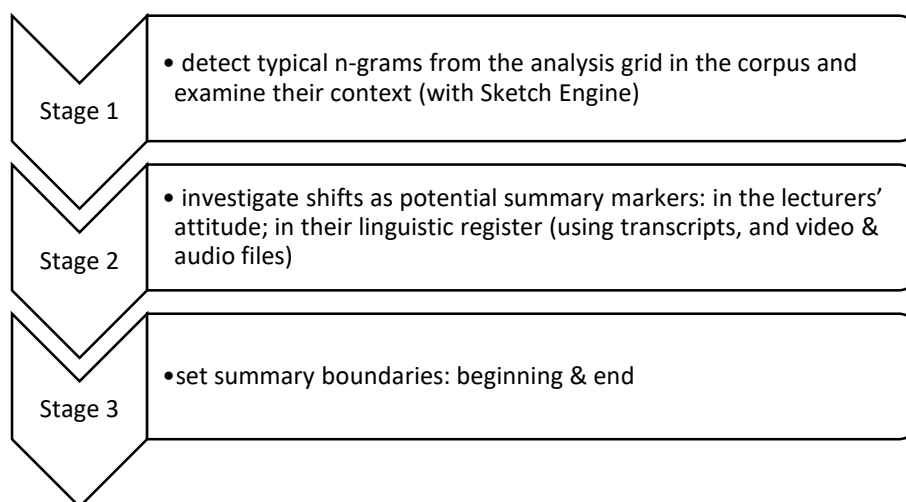 Stage 1
• detect typical n-grams from the analysis grid in the corpus and
examine their context (with Sketch Engine)
Stage 2
• investigate shifts as potential summary markers: in the lecturers’
attitude; in their linguistic register (using transcripts, and video &
audio files)
Stage 3
•set summary boundaries: beginning & end